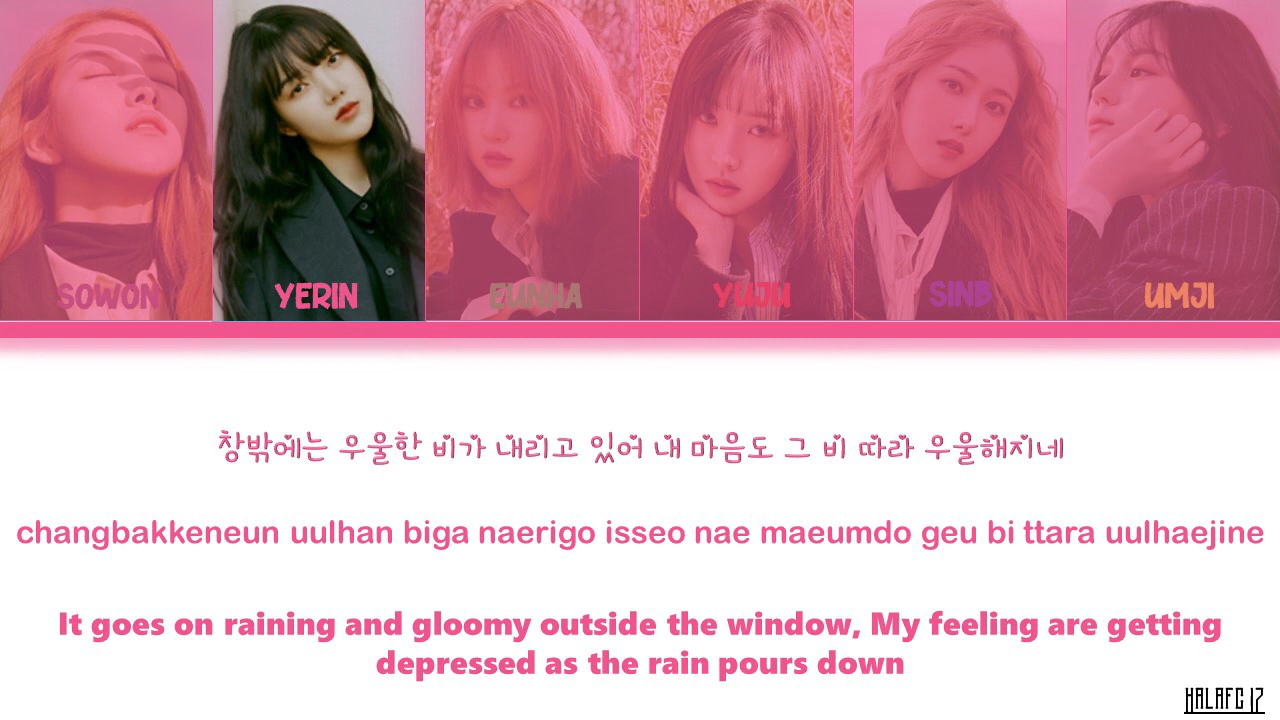 SOWON YERIN EUNHA YUJU SINB UMJI
창밖에는 우울한 비가 내리고 있어 내 마음도 그 비 따라 우울해지네
changbakkeneun uulhan biga naerigo isseo nae maeumdo geu bi ttara uulhaejine
It goes on raining and gloomy outside the window, My feeling are getting
depressed as the rain pours down
HALAFC 17